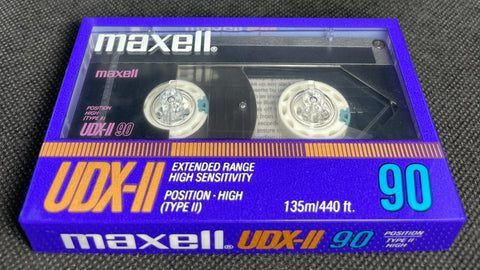 maxell®
maxell
POSITION
HIGH
(TYPE II)
UDX-II 90
UDX-II
EXTENDED RANGE
HIGH SENSITIVITY
POSITION · HIGH
(TYPE II)
135m/440 ft.
90
maxell® UDX-II 90
POSITION
TYPE II
HIGH